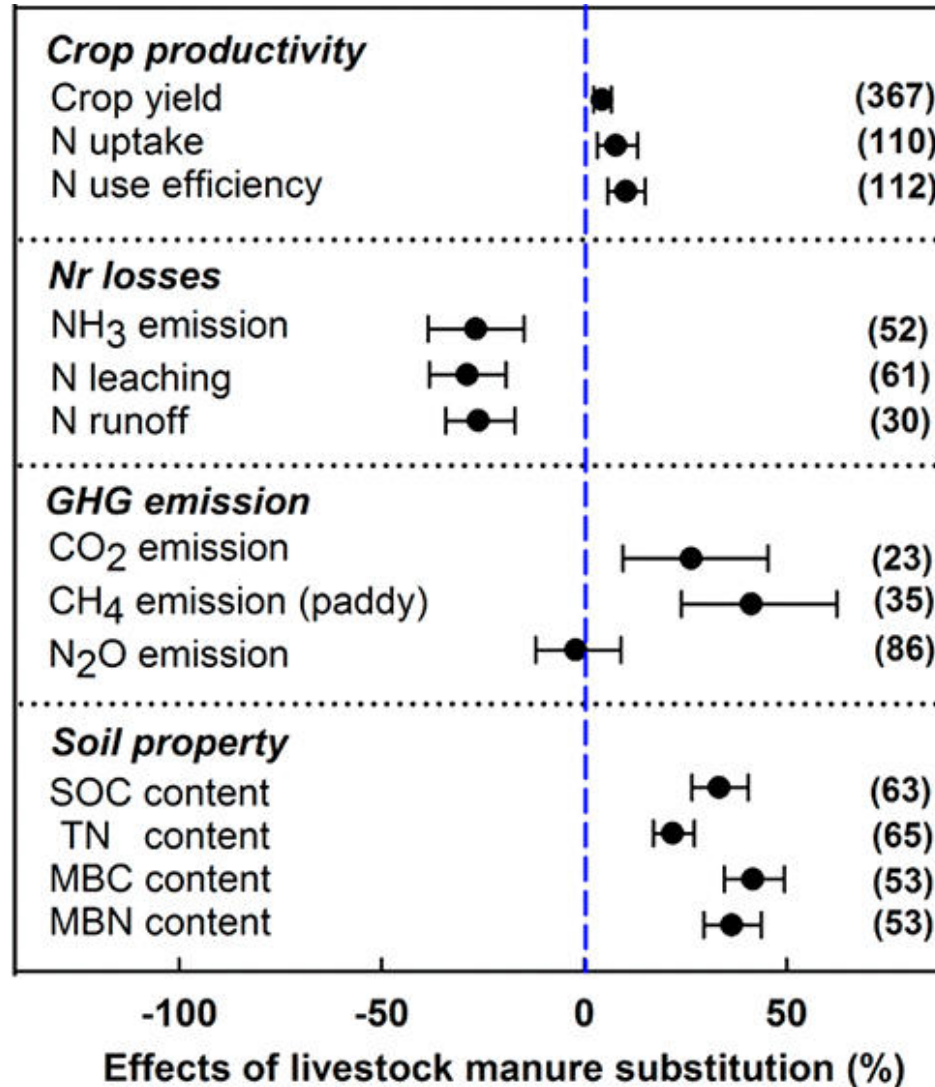 Crop productivity
Crop yield (367)
N uptake (110)
N use efficiency (112)
Nr losses
NH3 emission (52)
N leaching (61)
N runoff (30)
GHG emission
CO2 emission (23)
CH4 emission (paddy) (35)
N2O emission (86)
Soil property
SOC content (63)
TN content (65)
MBC content (53)
MBN content (53)
-100 -50 0 50
Effects of livestock manure substitution (%)